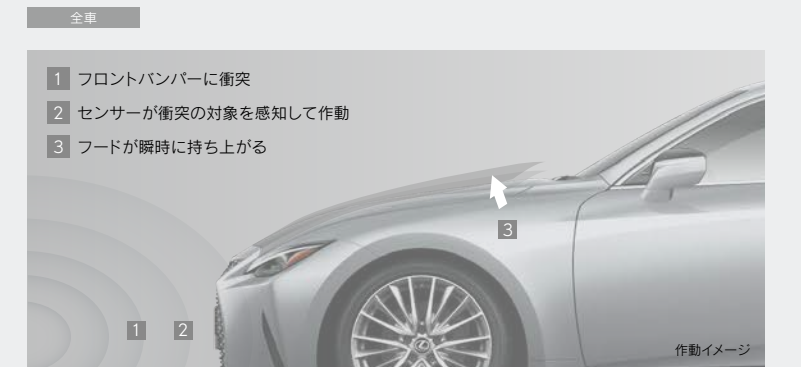 全車
1 フロントバンパーに衝突
2 センサーが衝突の対象を感知して作動
3 フードが瞬時に持ち上がる
3
1 2
作動イメージ